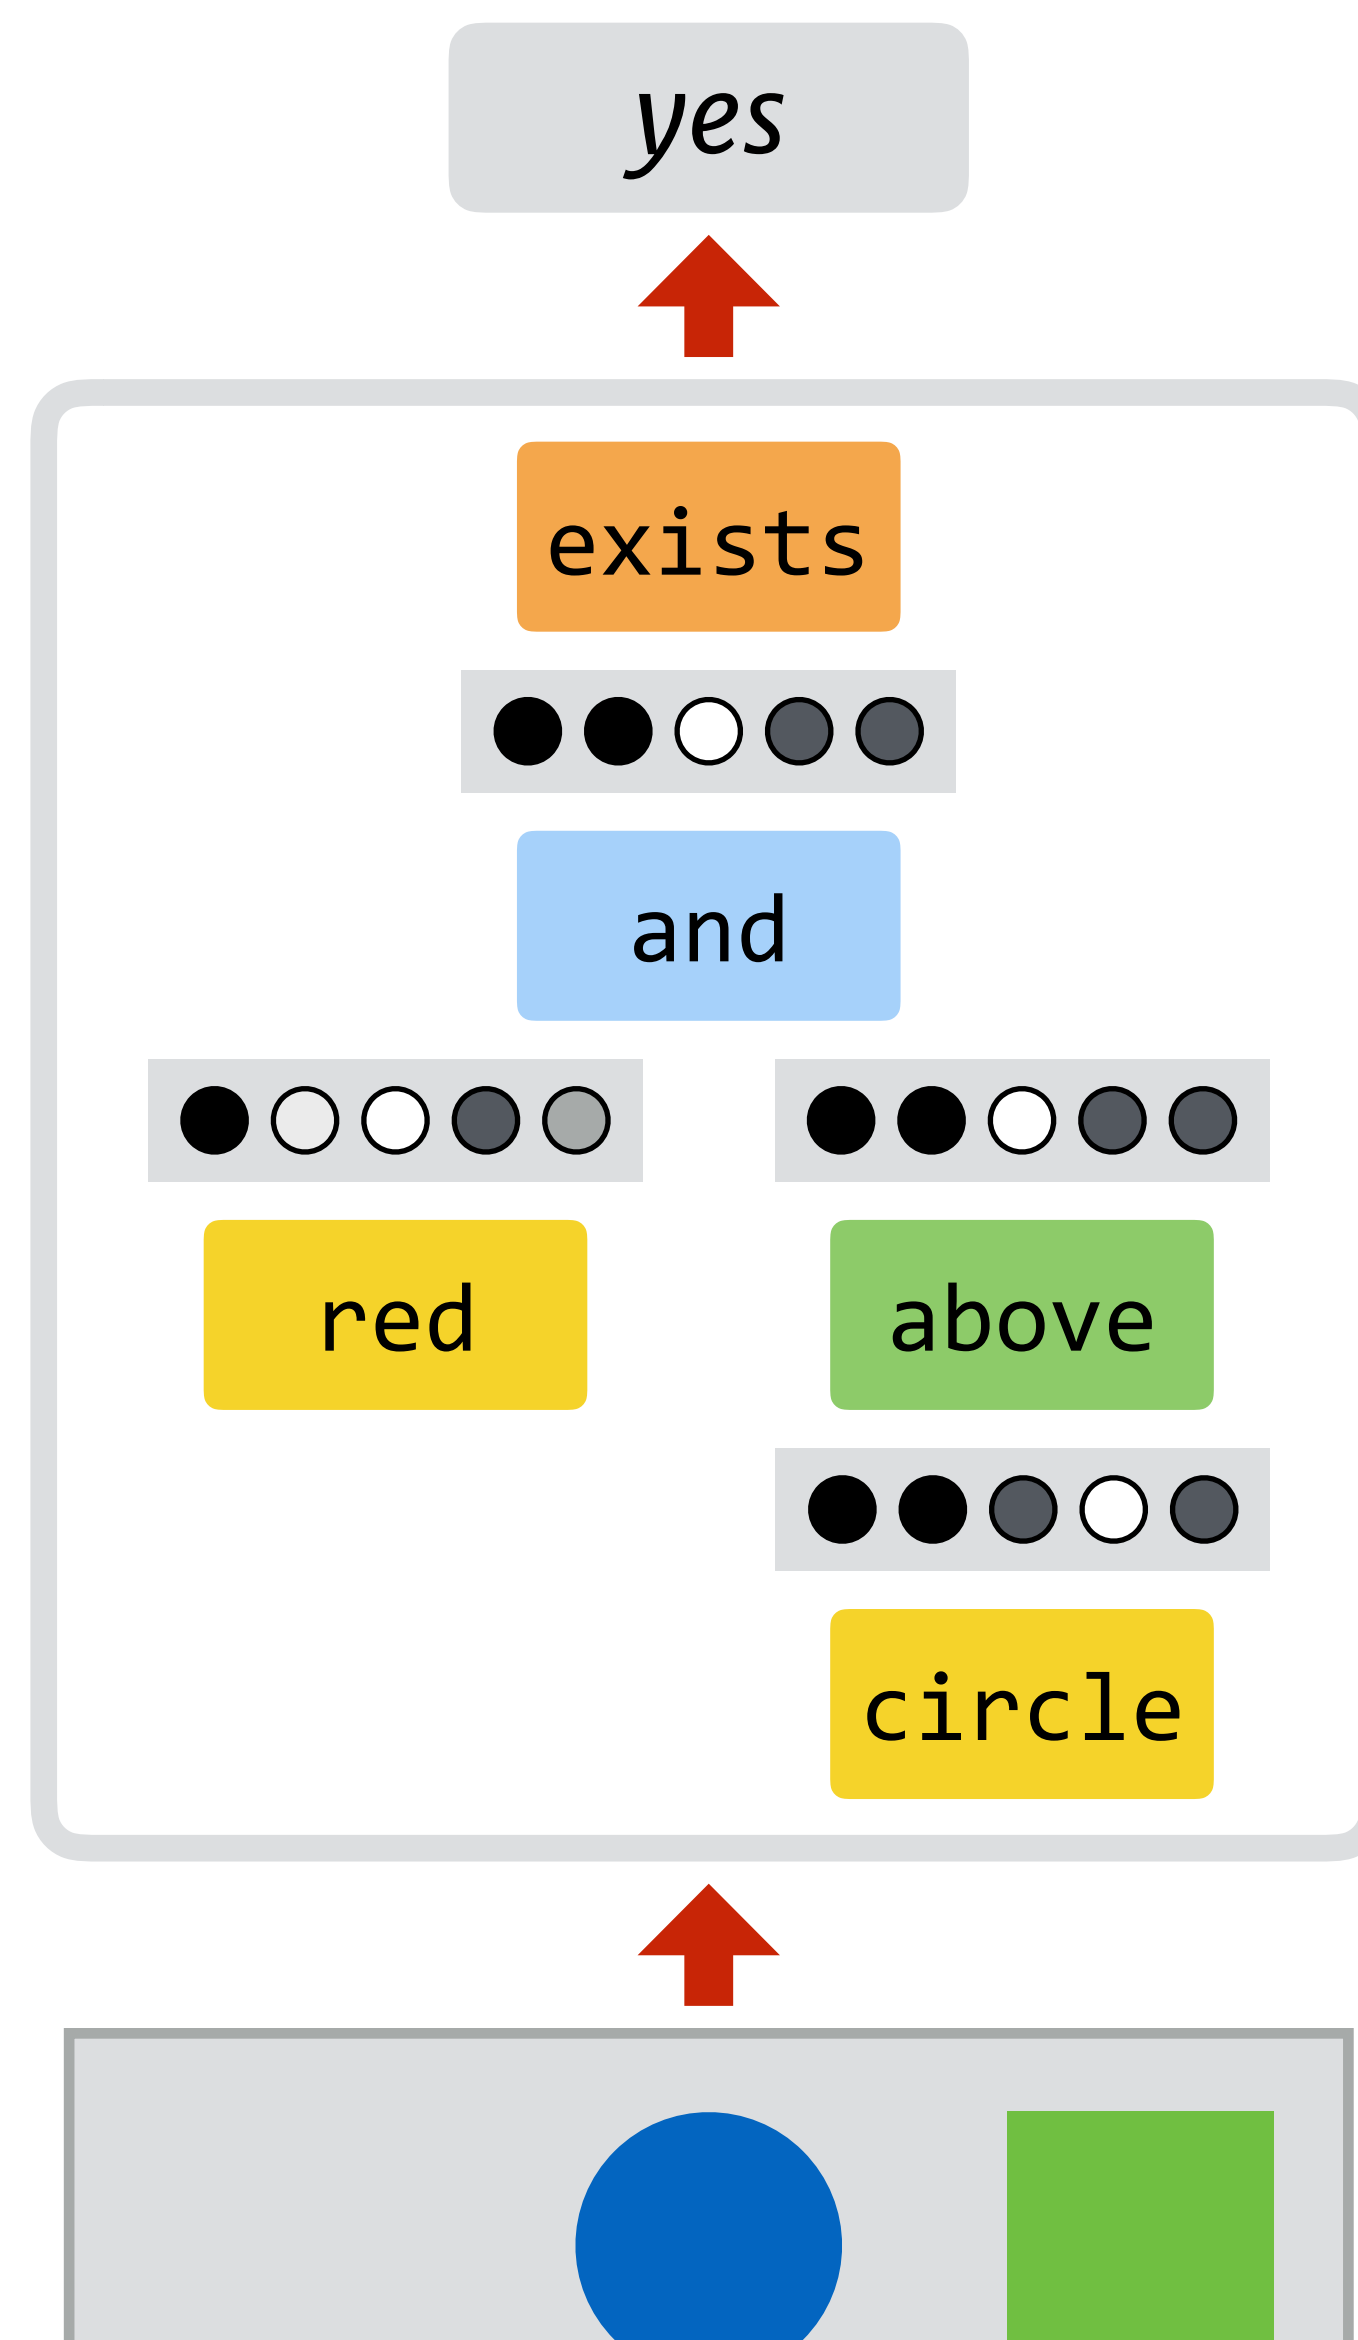 yes
exists
and
red
above
circle